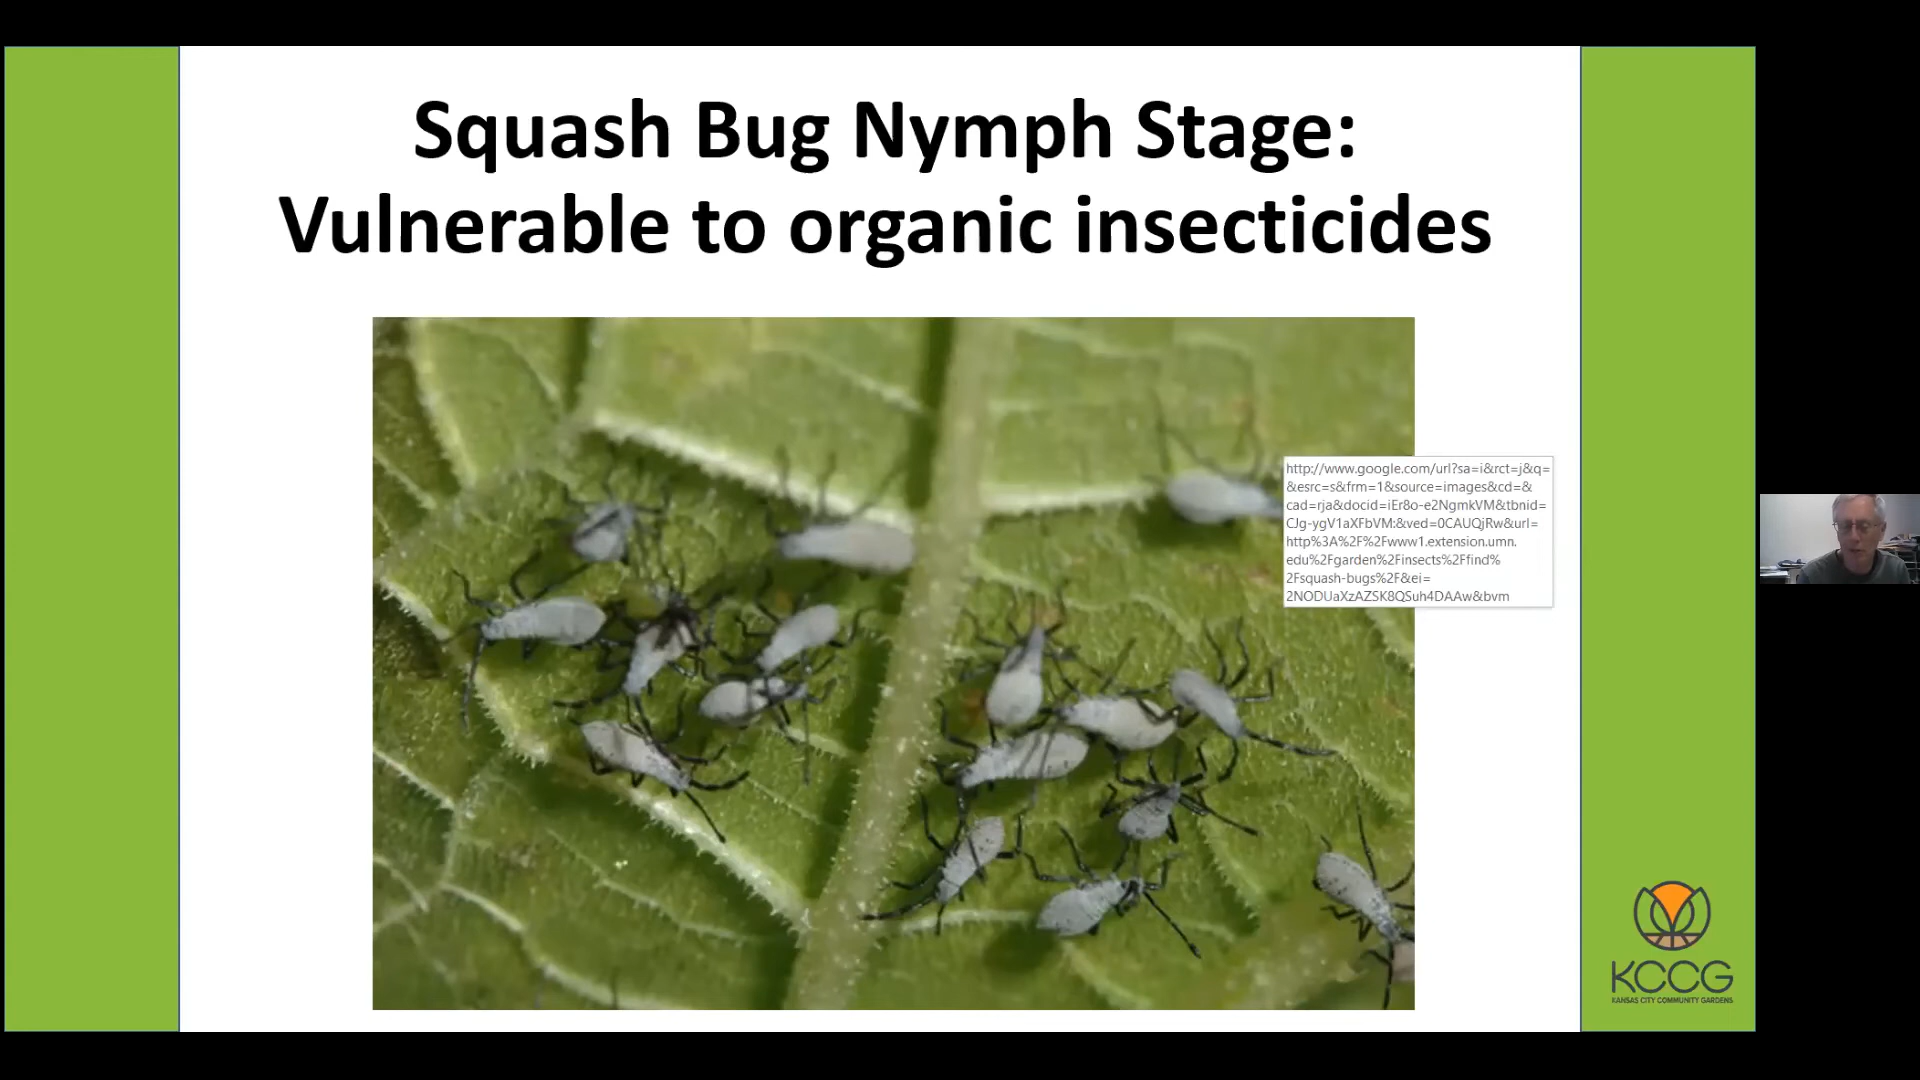 Squash Bug Nymph Stage:
Vulnerable to organic insecticides
http://www.google.com/url?sa=i&rct=j&q=
&esrc=s&frm=1&source=images&cd=&
cad=rja&docid=iEr8o-e2NgmkVM&tbnid=
CJg-ygV1aXFbVM:&ved=0CAUQjRw&url=
http%3A%2F%2Fwww1.extension.umn.
edu%2Fgarden%2Finsects%2Ffind%
2Fsquash-bugs%2F&ei=
2NODUaXzAZSK8QSuh4DAAw&bvm
KCCG
KANSAS CITY COMMUNITY GARDENS